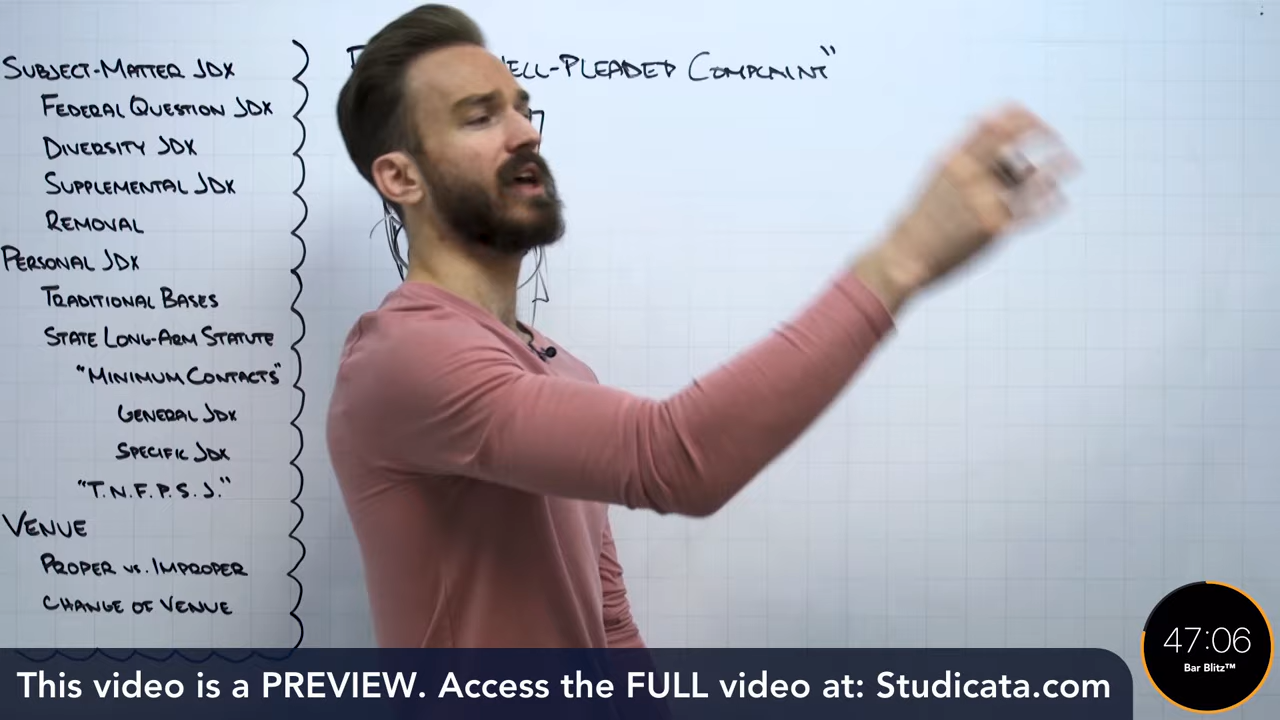 SUBJECT-MATTER JDX
FEDERAL QUESTION JDX
DIVERSITY JDX
SUPPLEMENTAL JDX
REMOVAL
PERSONAL JDX
TRADITIONAL BASES
STATE LONG-ARM STATUTE
"MINIMUM CONTACTS"
GENERAL JDX
SPECIFIC JDX
"T.N.F.P.S.J."
VENUE
PROPER VS. IMPROPER
CHANGE OF VENUE
ELL-PLEADED COMPLAINT"
This video is a PREVIEW. Access the FULL video at: Studicata.com
47:06
Bar Blitz™